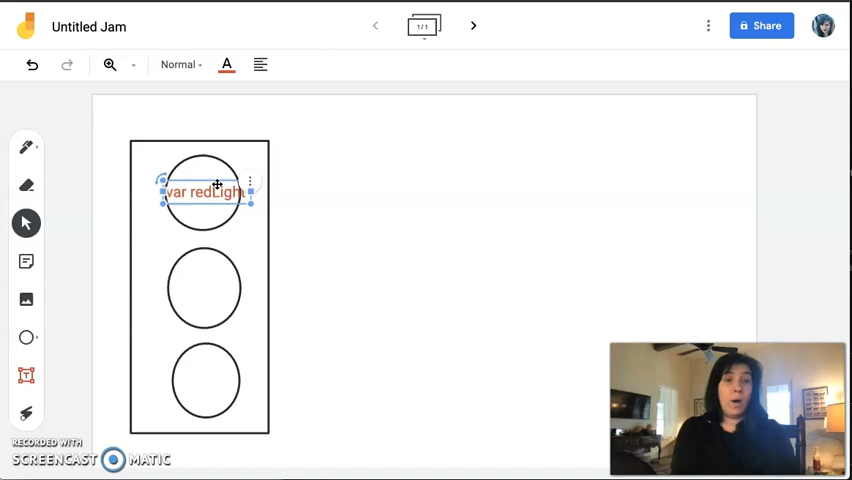 Untitled Jam
1/1
Share
Normal
A
var redLight
T
RECORDED WITH
SCREENCAST MATIC